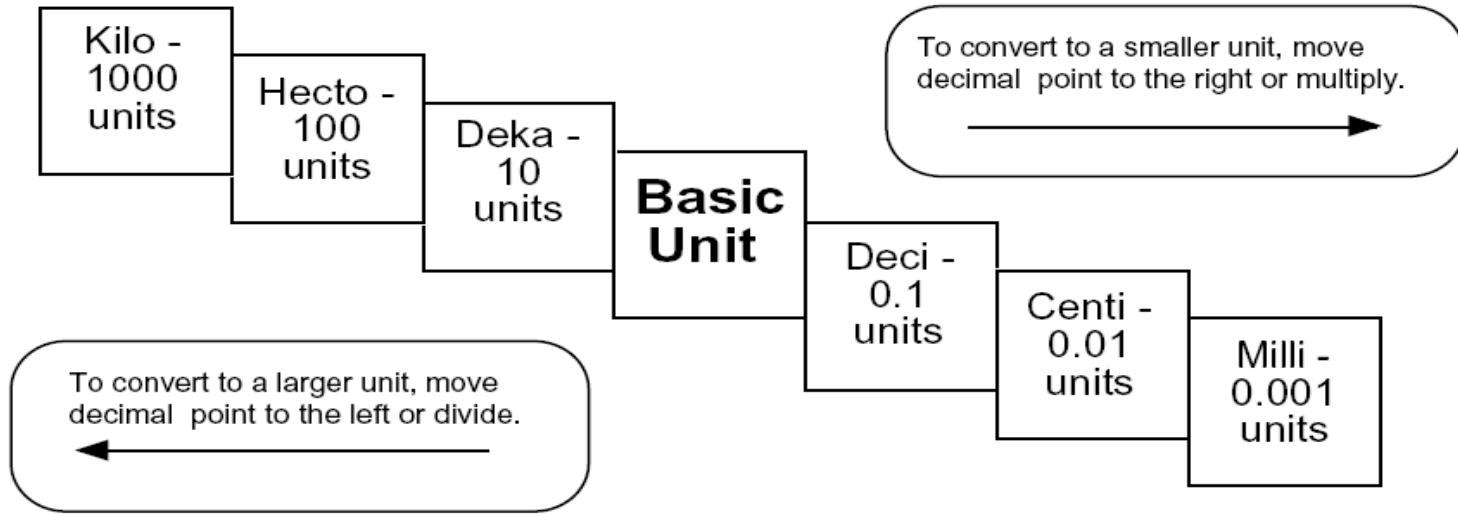 Kilo -
1000
units
Hecto -
100
units
Deka -
10
units
Basic
Unit
Deci -
0.1
units
Centi -
0.01
units
Milli -
0.001
units
To convert to a smaller unit, move
decimal point to the right or multiply.
To convert to a larger unit, move
decimal point to the left or divide.